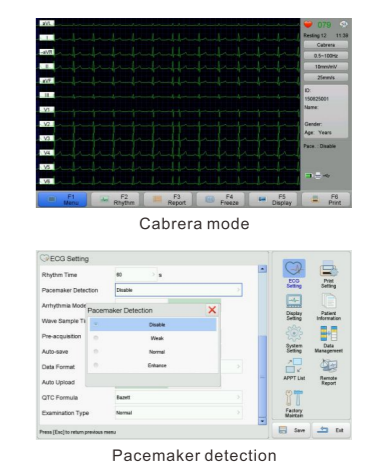 aVL
079
I
Resting 12 11:39
Cabrera
-aVR
0.5~100Hz
II
10mm/mV
aVF
25mm/s
III
ID:
150625001
V1
Name:
V2
Gender:
V3
Age: Years
V4
Pace : Disable
V5
V6
F1 Menu
F2 Rhythm
F3 Report
F4 Freeze
F5 Display
F6 Print
Cabrera mode
ECG Setting
Rhythm Time 60 s
Pacemaker Detection Disable
Arrhythmia Mode
Pacemaker Detection
Wave Sample Ti
Disable
Pre-acquisition
Weak
Auto-save
Normal
Data Format
Enhance
Auto Upload
QTC Formula Bazett
Examination Type Normal
Press [Esc] to return previous menu
ECG Setting
Print Setting
Display Setting
Patient Information
System Setting
Data Management
APPT List
Remote Report
Factory Maintain
Save
Exit
Pacemaker detection